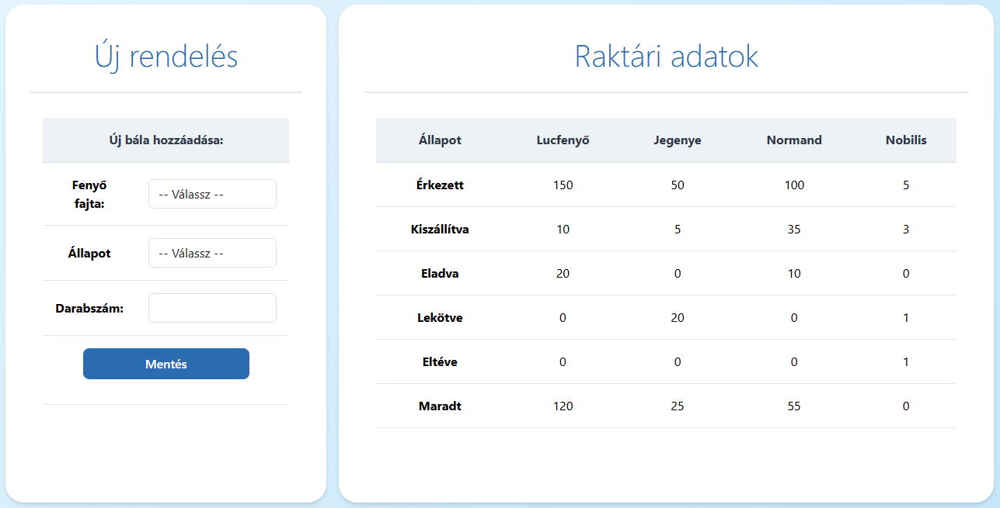 Új rendelés
Új bála hozzáadása:
Fenyő
fajta:
-- Válassz --
Állapot
-- Válassz --
Darabszám:
Mentés
Raktári adatok
Állapot Lucfenyő Jegenye Normand Nobilis
Érkezett 150 50 100 5
Kiszállítva 10 5 35 3
Eladva 20 0 10 0
Lekötve 0 20 0 1
Eltéve 0 0 0 1
Maradt 120 25 55 0